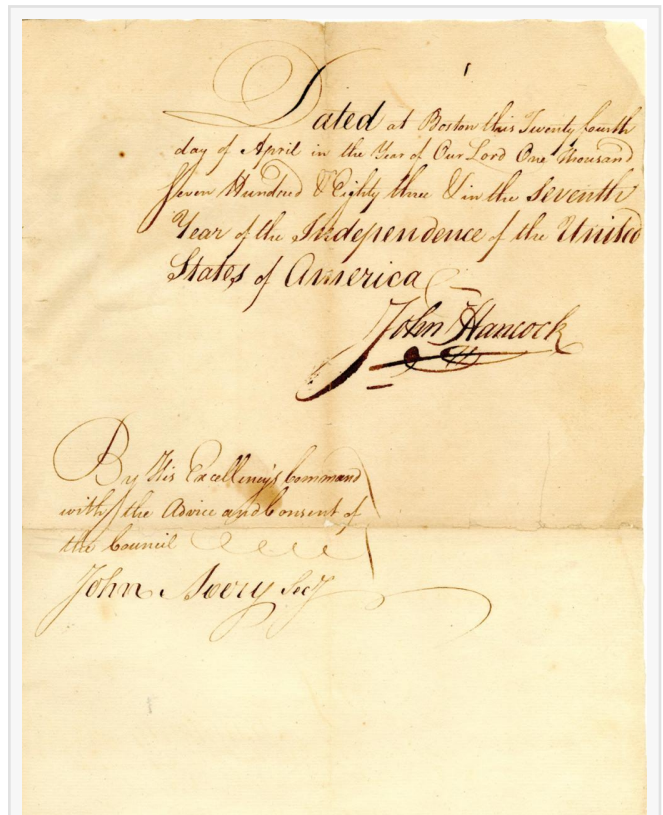 Dated at Boston this Twenty fourth
day of April in the Year of Our Lord One thousand
Seven Hundred & Eighty three & in the Seventh
Year of the Independence of the United
States of America
John Hancock
By His Excellency's Command
with the Advice and Consent of
the Council
John Avery Secy